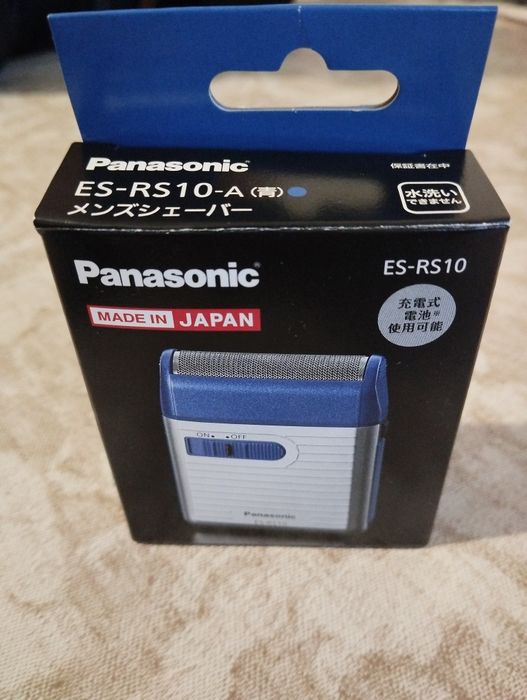 Panasonic
保証書在中
ES-RS10-A (青)
メンズシェーバー
水洗い
できません
Panasonic
ES-RS10
MADE IN JAPAN
充電式
電池※
使用可能
ON OFF
Panasonic
ES-RS10